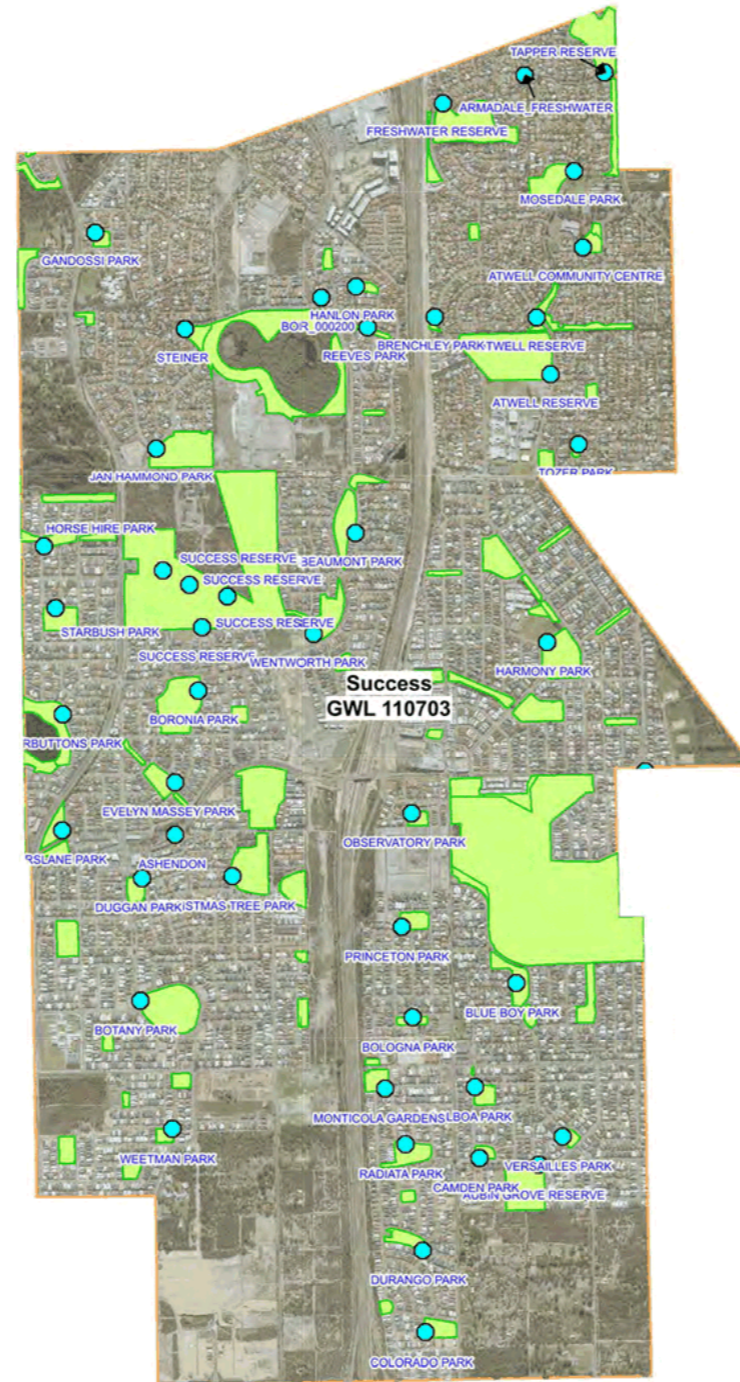 TAPPER RESERVE
ARMADALE_FRESHWATER
FRESHWATER RESERVE
MOSEDALE PARK
GANDOSSI PARK
ATWELL COMMUNITY CENTRE
HANLON PARK
BOR_000200
STEINER
REEVES PARK
BRENCHLEY PARK
TWELL RESERVE
ATWELL RESERVE
TOZER PARK
JAN HAMMOND PARK
HORSE HIRE PARK
SUCCESS RESERVE
BEAUMONT PARK
SUCCESS RESERVE
STARBUSH PARK
SUCCESS RESERVE
SUCCESS RESERVE
WENTWORTH PARK
HARMONY PARK
Success
GWL 110703
BORONIA PARK
RBUTTONS PARK
EVELYN MASSEY PARK
OBSERVATORY PARK
RSLANE PARK
ASHENDON
DUGGAN PARK
ISTMAS TREE PARK
PRINCETON PARK
BLUE BOY PARK
BOTANY PARK
BOLOGNA PARK
MONTICOLA GARDENS
LBOA PARK
WEETMAN PARK
RADIATA PARK
VERSAILLES PARK
CAMDEN PARK
AUBIN GROVE RESERVE
DURANGO PARK
COLORADO PARK